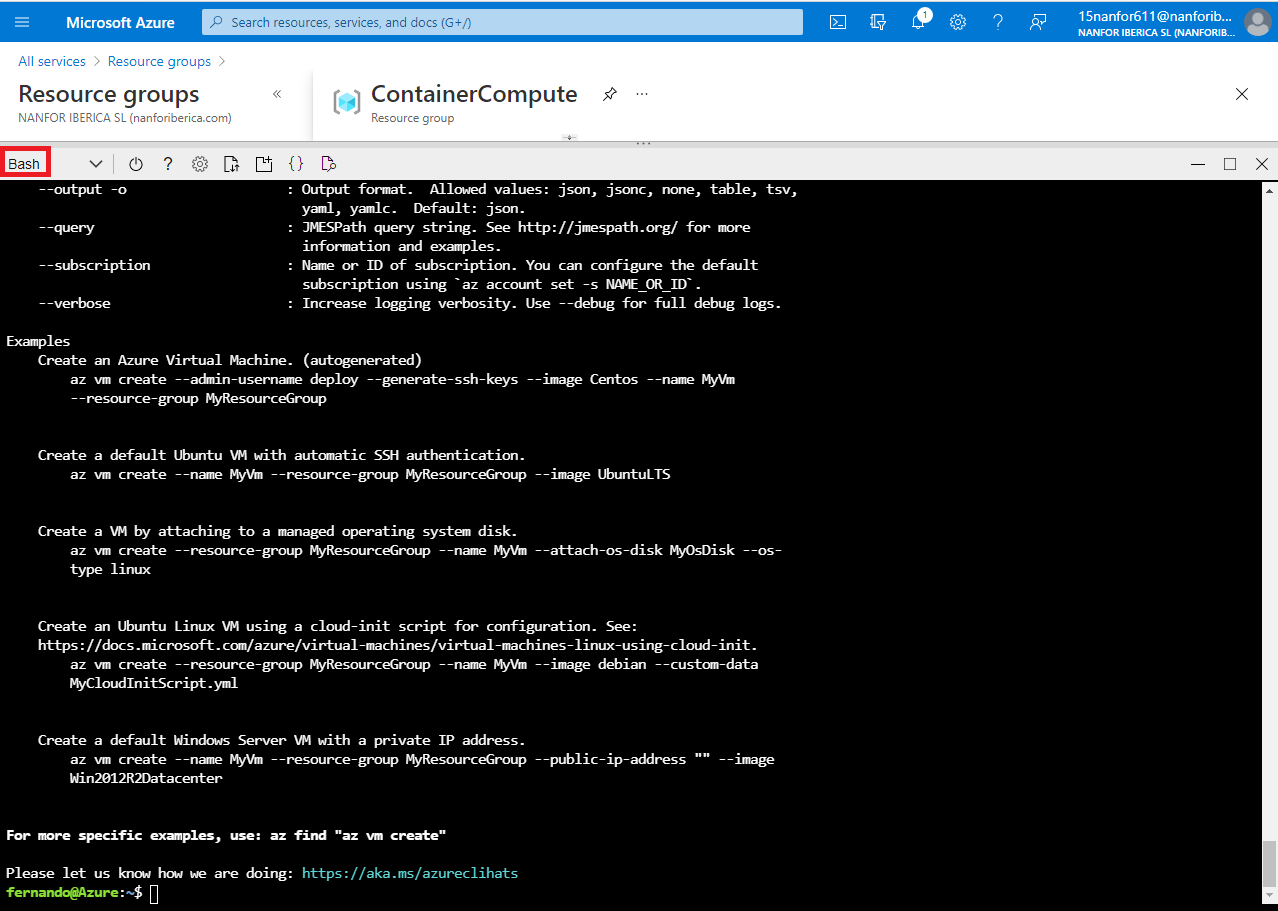 Microsoft Azure
Search resources, services, and docs (G+/)
1
15nanfor611@nanforib...
NANFOR IBERICA SL (NANFORIB...
All services > Resource groups >
Resource groups
NANFOR IBERICA SL (nanforiberica.com)
ContainerCompute
Resource group
Bash
--output -o : Output format.  Allowed values: json, jsonc, none, table, tsv,
yaml, yamlc.  Default: json.
--query : JMESPath query string. See http://jmespath.org/ for more
information and examples.
--subscription : Name or ID of subscription. You can configure the default
subscription using `az account set -s NAME_OR_ID`.
--verbose : Increase logging verbosity. Use --debug for full debug logs.
Examples
Create an Azure Virtual Machine. (autogenerated)
az vm create --admin-username deploy --generate-ssh-keys --image Centos --name MyVm
--resource-group MyResourceGroup
Create a default Ubuntu VM with automatic SSH authentication.
az vm create --name MyVm --resource-group MyResourceGroup --image UbuntuLTS
Create a VM by attaching to a managed operating system disk.
az vm create --resource-group MyResourceGroup --name MyVm --attach-os-disk MyOsDisk --os-
type linux
Create an Ubuntu Linux VM using a cloud-init script for configuration. See:
https://docs.microsoft.com/azure/virtual-machines/virtual-machines-linux-using-cloud-init.
az vm create --resource-group MyResourceGroup --name MyVm --image debian --custom-data
MyCloudInitScript.yml
Create a default Windows Server VM with a private IP address.
az vm create --name MyVm --resource-group MyResourceGroup --public-ip-address "" --image
Win2012R2Datacenter
For more specific examples, use: az find "az vm create"
Please let us know how we are doing: https://aka.ms/azureclihats
fernando@Azure:~$